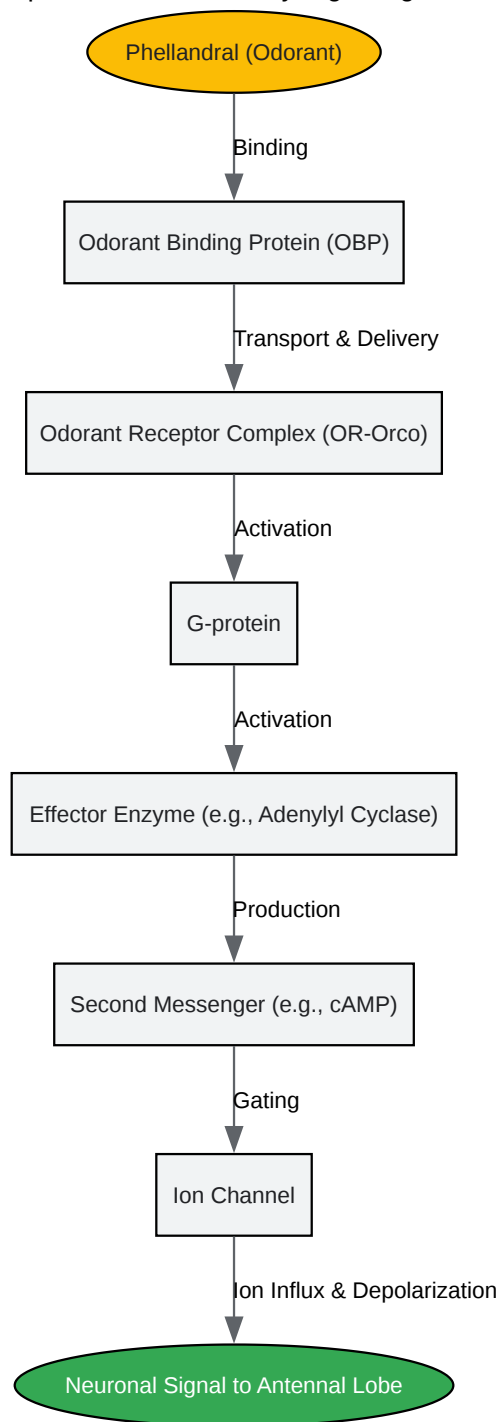 Phellandral (Odorant)
Binding
Odorant Binding Protein (OBP)
Transport & Delivery
Odorant Receptor Complex (OR-Orco)
Activation
G-protein
Activation
Effector Enzyme (e.g., Adenylyl Cyclase)
Production
Second Messenger (e.g., cAMP)
Gating
Ion Channel
Ion Influx & Depolarization
Neuronal Signal to Antennal Lobe